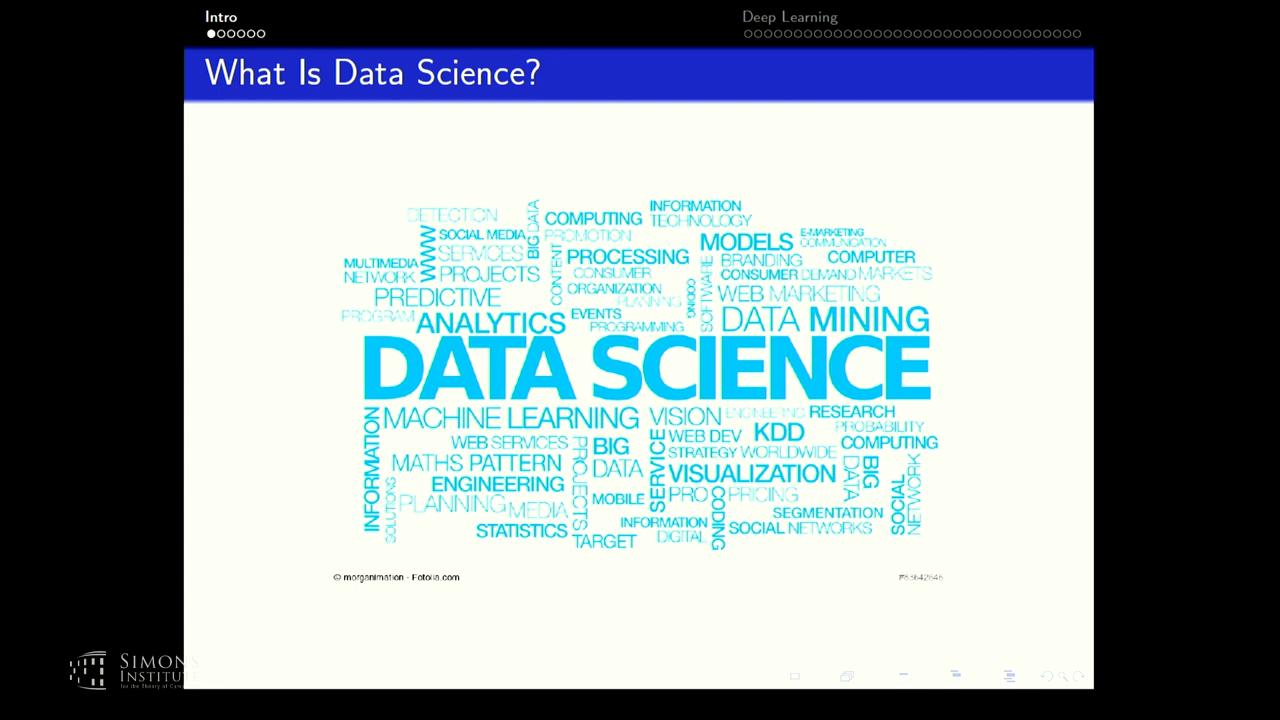 Intro
Deep Learning
What Is Data Science?
DETECTION
BIG DATA
COMPUTING
INFORMATION
TECHNOLOGY
WWW
SOCIAL MEDIA
PROMOTION
MODELS
E-MARKETING
COMMUNICATION
SERVICES
CONTENT
PROCESSING
BRANDING
COMPUTER
MULTIMEDIA
NETWORK
PROJECTS
CONSUMER
SOFTWARE
CONSUMER DEMAND MARKETS
PREDICTIVE
ORGANIZATION
PLANNING
CODING
WEB MARKETING
PROGRAM
ANALYTICS
EVENTS
PROGRAMMING
DATA MINING
DATA SCIENCE
INFORMATION
MACHINE LEARNING
VISION
ENGINEERING
RESEARCH
PROBABILITY
WEB SERVICES
PROJECTS
BIG
DATA
SERVICE
WEB DEV
KDD
COMPUTING
STRATEGY WORLDWIDE
MATHS PATTERN
VISUALIZATION
DATA
BIG
SOCIAL
NETWORK
ENGINEERING
SOLUTIONS
PLANNING
MEDIA
MOBILE
PRO
CODING
PRICING
SEGMENTATION
STATISTICS
INFORMATION
DIGITAL
SOCIAL NETWORKS
TARGET
© morganimation - Fotolia.com
#83642646
SIMONS
INSTITUTE